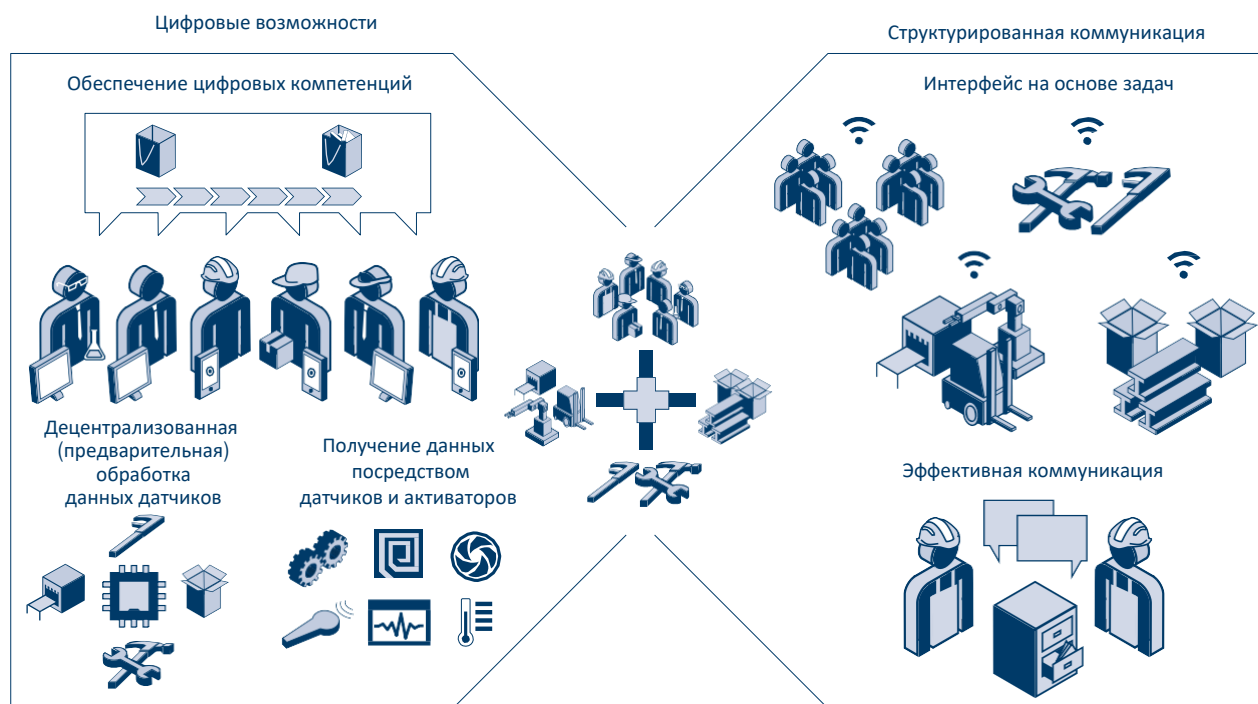 Цифровые возможности
Структурированная коммуникация
Обеспечение цифровых компетенций
Интерфейс на основе задач
Децентрализованная
(предварительная)
обработка
данных датчиков
Получение данных
посредством
датчиков и активаторов
Эффективная коммуникация